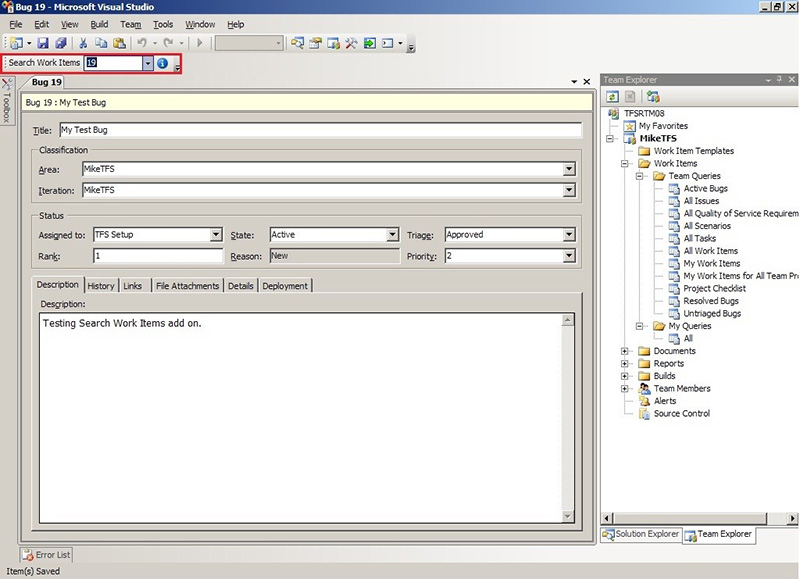 Bug 19 - Microsoft Visual Studio
File Edit View Build Team Tools Window Help
Search Work Items 19
Toolbox
Bug 19
Bug 19 : My Test Bug
Title: My Test Bug
Classification
Area: MikeTFS
Iteration: MikeTFS
Status
Assigned to: TFS Setup State: Active Triage: Approved
Rank: 1 Reason: New Priority: 2
Description History Links File Attachments Details Deployment
Description:
Testing Search Work Items add on.
Team Explorer
TFSRTM08
My Favorites
MikeTFS
Work Item Templates
Work Items
Team Queries
Active Bugs
All Issues
All Quality of Service Requirem
All Scenarios
All Tasks
All Work Items
My Work Items
My Work Items for All Team Pr
Project Checklist
Resolved Bugs
Untriaged Bugs
My Queries
All
Documents
Reports
Builds
Team Members
Alerts
Source Control
Solution Explorer Team Explorer
Error List
Item(s) Saved